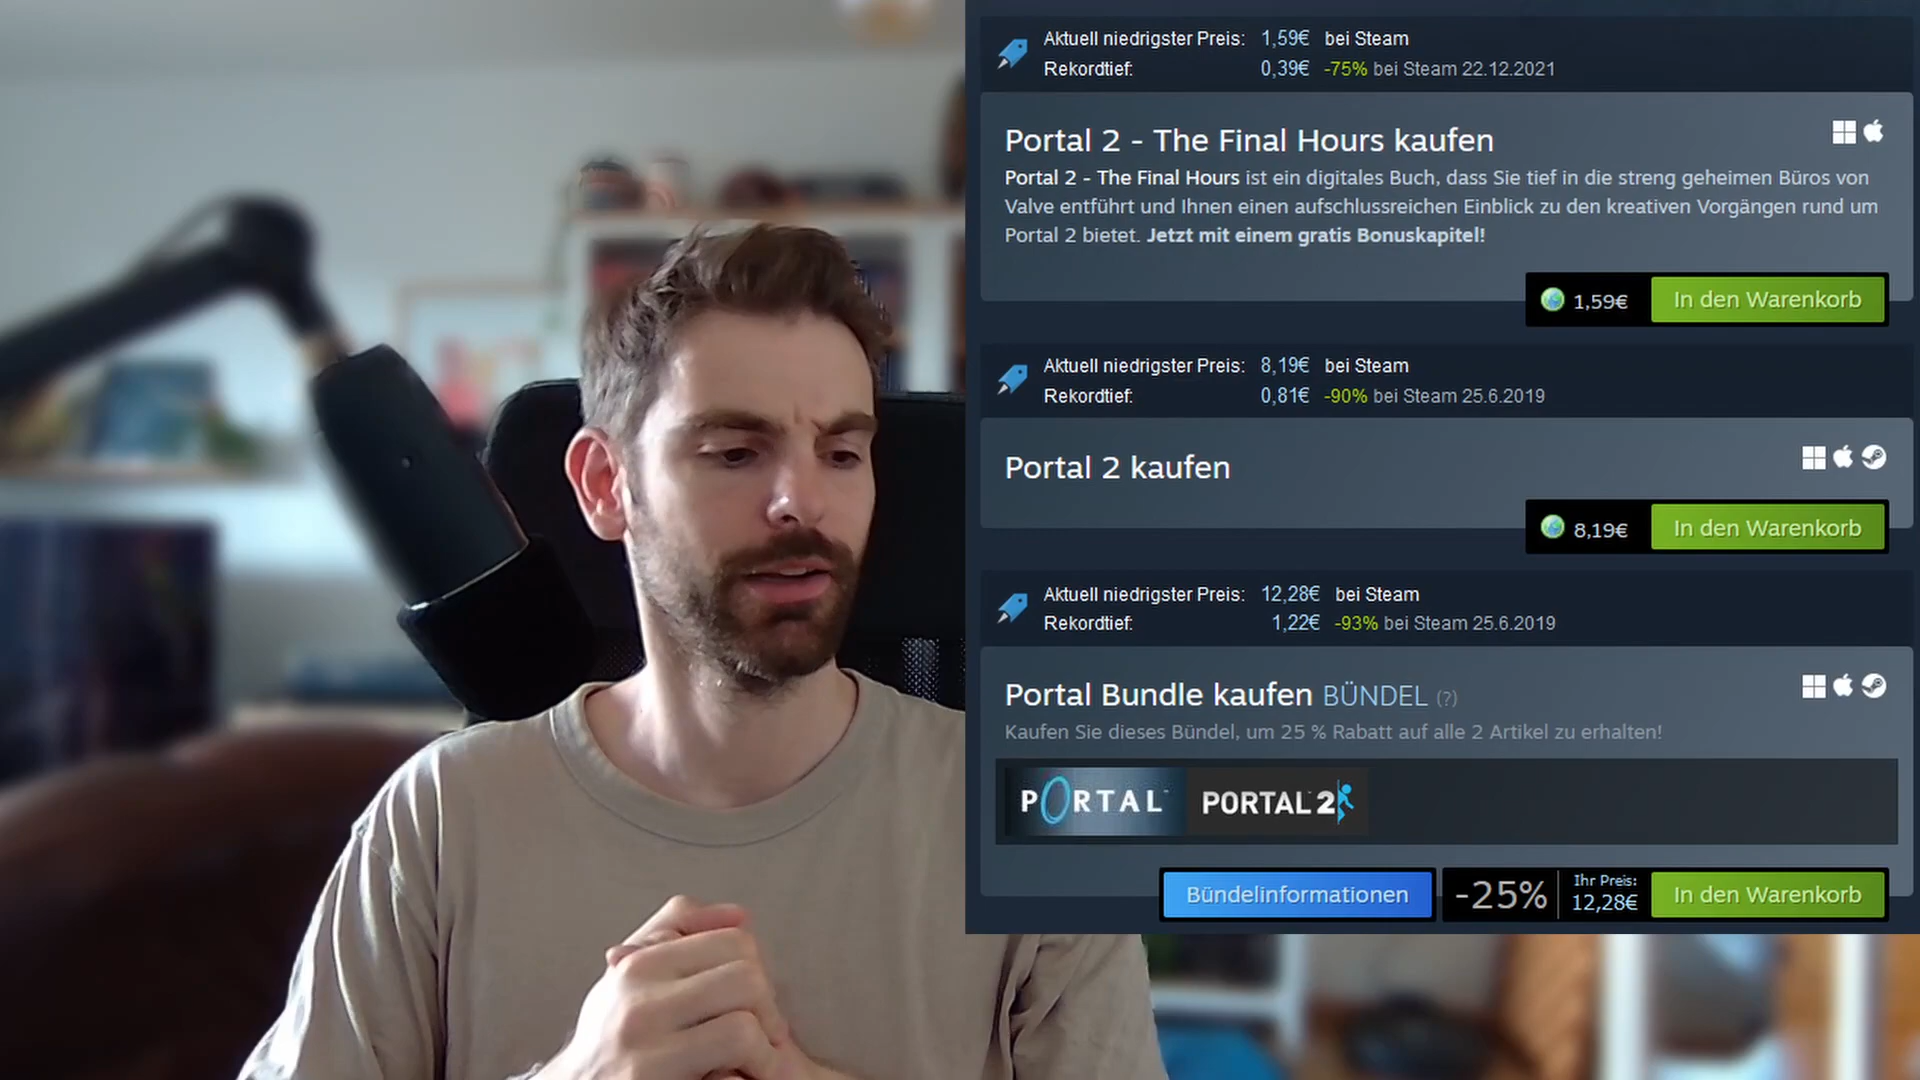 Aktuell niedrigster Preis: 1,59€ bei Steam
Rekordtief: 0,39€ -75% bei Steam 22.12.2021
Portal 2 - The Final Hours kaufen
Portal 2 - The Final Hours ist ein digitales Buch, dass Sie tief in die streng geheimen Büros von
Valve entführt und Ihnen einen aufschlussreichen Einblick zu den kreativen Vorgängen rund um
Portal 2 bietet. Jetzt mit einem gratis Bonuskapitel!
1,59€ In den Warenkorb
Aktuell niedrigster Preis: 8,19€ bei Steam
Rekordtief: 0,81€ -90% bei Steam 25.6.2019
Portal 2 kaufen
8,19€ In den Warenkorb
Aktuell niedrigster Preis: 12,28€ bei Steam
Rekordtief: 1,22€ -93% bei Steam 25.6.2019
Portal Bundle kaufen BÜNDEL (?)
Kaufen Sie dieses Bündel, um 25 % Rabatt auf alle 2 Artikel zu erhalten!
PORTAL™ PORTAL 2
Bündelinformationen -25% Ihr Preis: 12,28€ In den Warenkorb